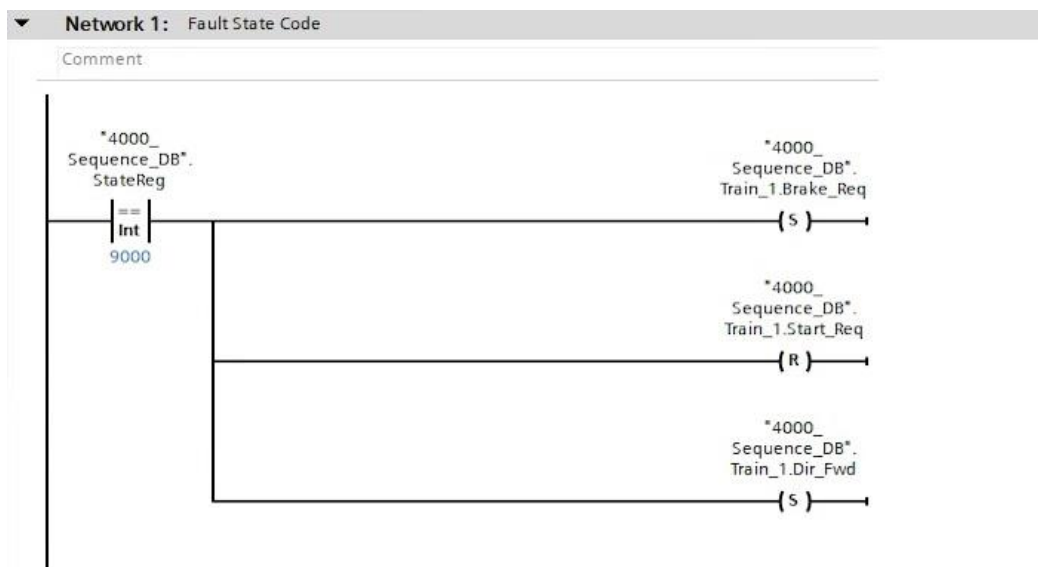 Network 1: Fault State Code
Comment
"4000_
Sequence_DB".
StateReg
==
Int
9000
"4000_
Sequence_DB".
Train_1.Brake_Req
S
"4000_
Sequence_DB".
Train_1.Start_Req
R
"4000_
Sequence_DB".
Train_1.Dir_Fwd
S